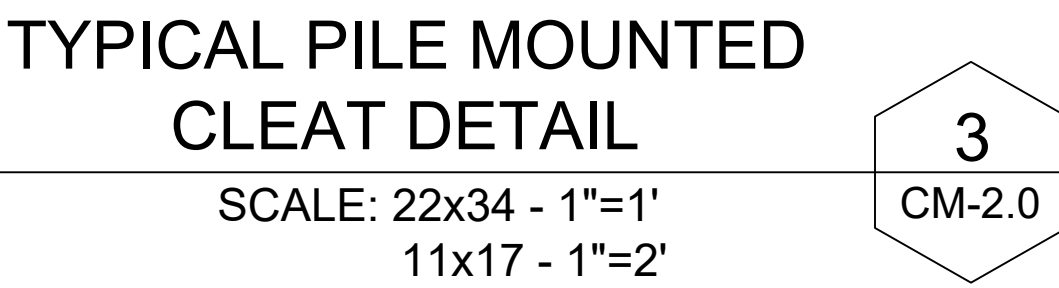 TYPICAL PILE MOUNTED
CLEAT DETAIL
3
SCALE: 22x34 - 1"=1'
CM-2.0
11x17 - 1"=2'